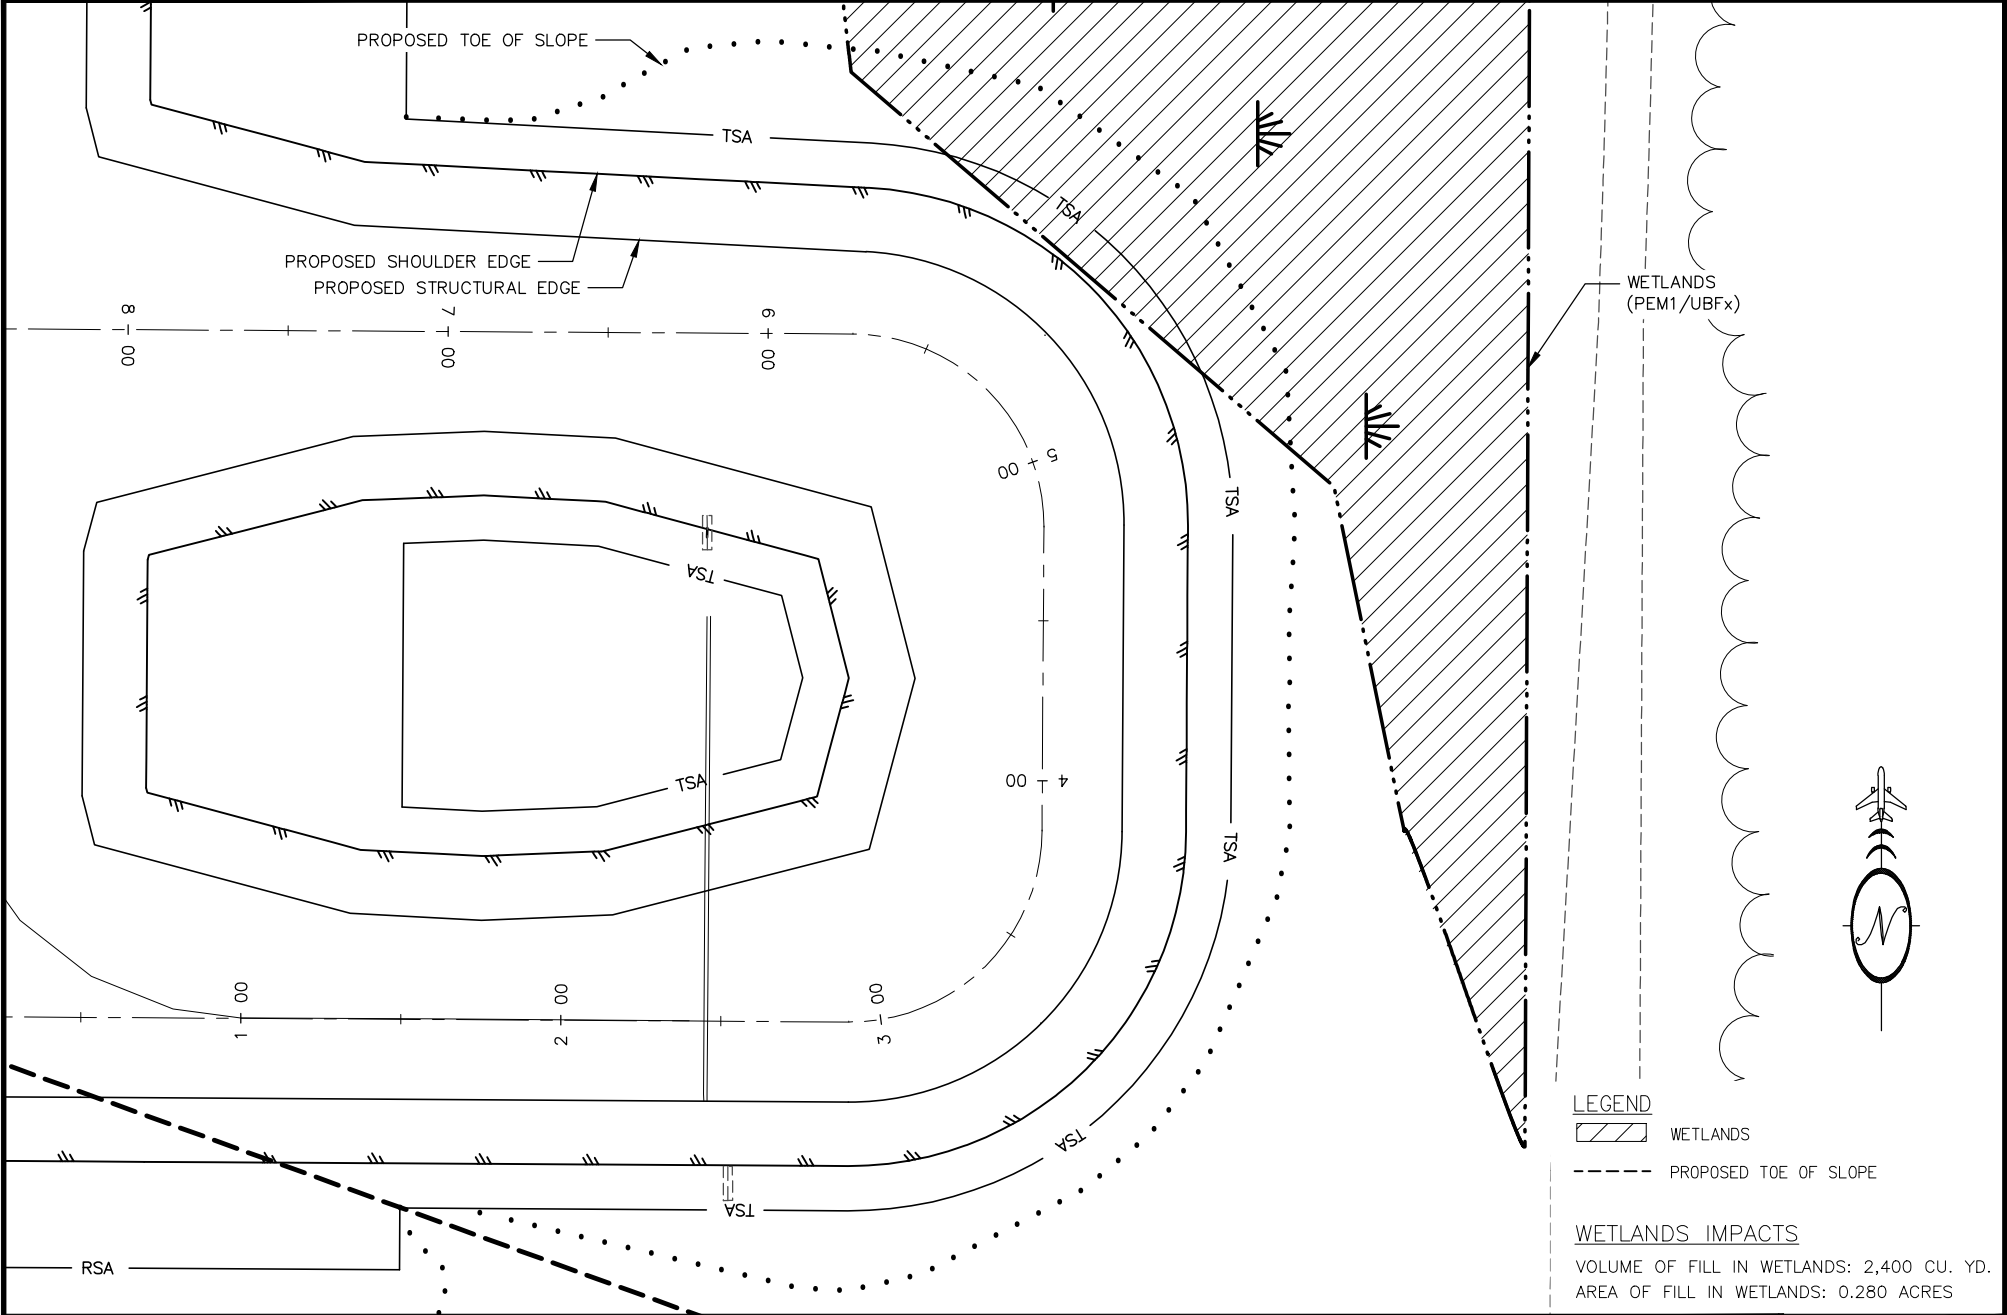 PROPOSED TOE OF SLOPE
TSA
TSA
PROPOSED SHOULDER EDGE
PROPOSED STRUCTURAL EDGE
WETLANDS
(PEM1/UBFx)
8
00
7
00
6
00
5
00
TSA
TSA
4
00
TSA
TSA
1
00
2
00
3
00
TSA
TSA
RSA
N
LEGEND
WETLANDS
PROPOSED TOE OF SLOPE
WETLANDS IMPACTS
VOLUME OF FILL IN WETLANDS: 2,400 CU. YD.
AREA OF FILL IN WETLANDS: 0.280 ACRES